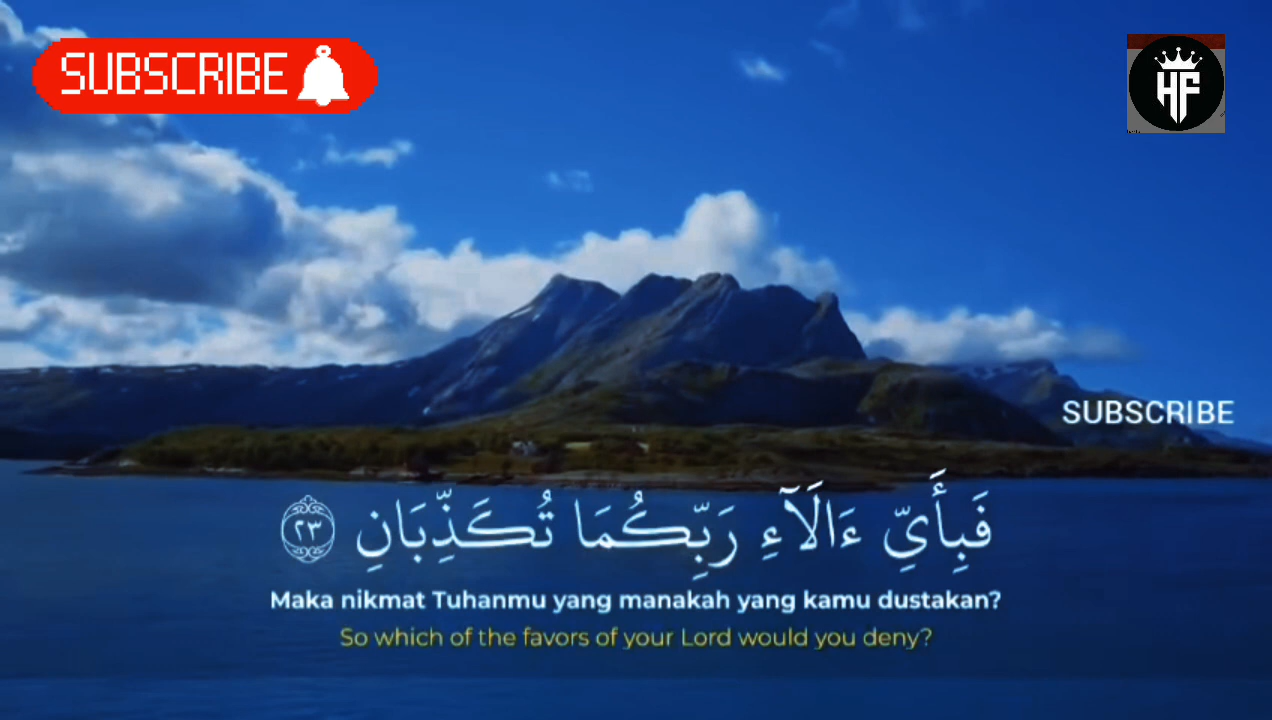 SUBSCRIBE
HF
SUBSCRIBE
فَبِأَيِّ ءَالَآءِ رَبِّكُمَا تُكَذِّبَانِ ٢٣
Maka nikmat Tuhanmu yang manakah yang kamu dustakan?
So which of the favors of your Lord would you deny?